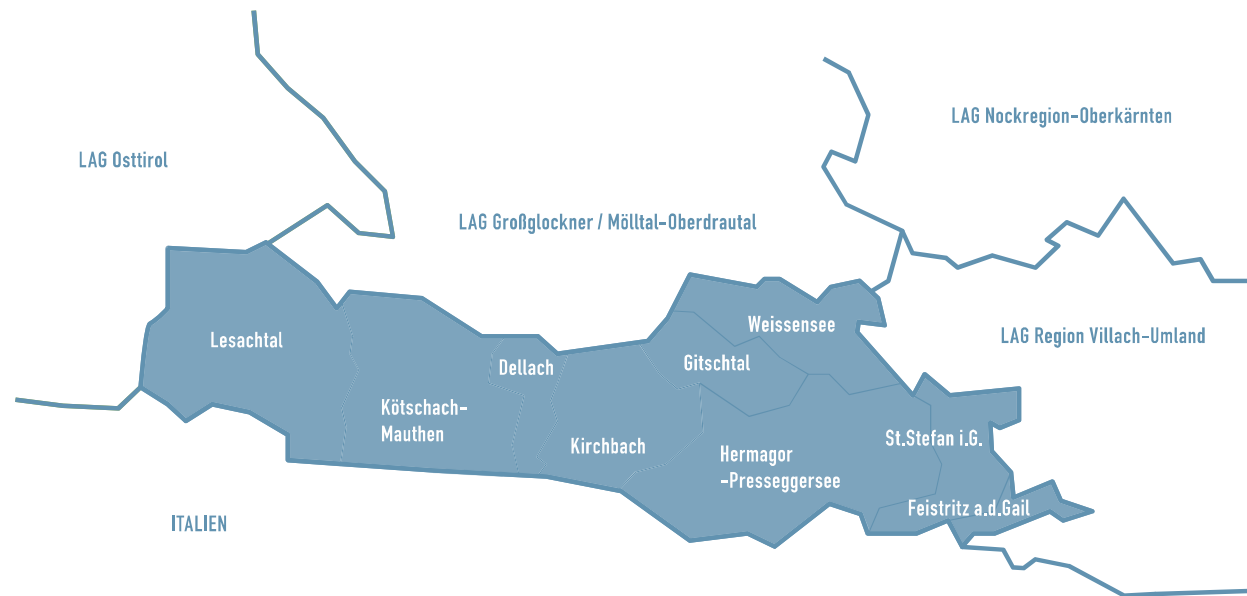 LAG Nockregion-Oberkärnten
LAG Osttirol
LAG Großglockner / Mölltal-Oberdrautal
Weissensee
LAG Region Villach-Umland
Lesachtal
Dellach
Gitschtal
Kötschach-
Mauthen
Kirchbach
St.Stefan i.G.
Hermagor
-Presseggersee
Feistritz a.d.Gail
ITALIEN